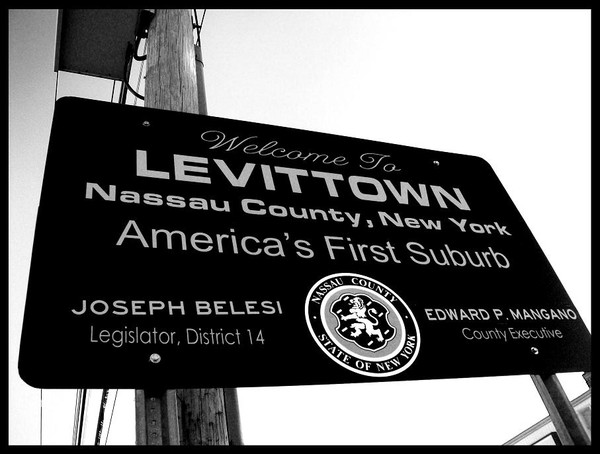 Welcome To
LEVITTOWN
Nassau County, New York
America's First Suburb
JOSEPH BELESI
Legislator, District 14
NASSAU COUNTY
STATE OF NEW YORK
EDWARD P. MANGANO
County Executive